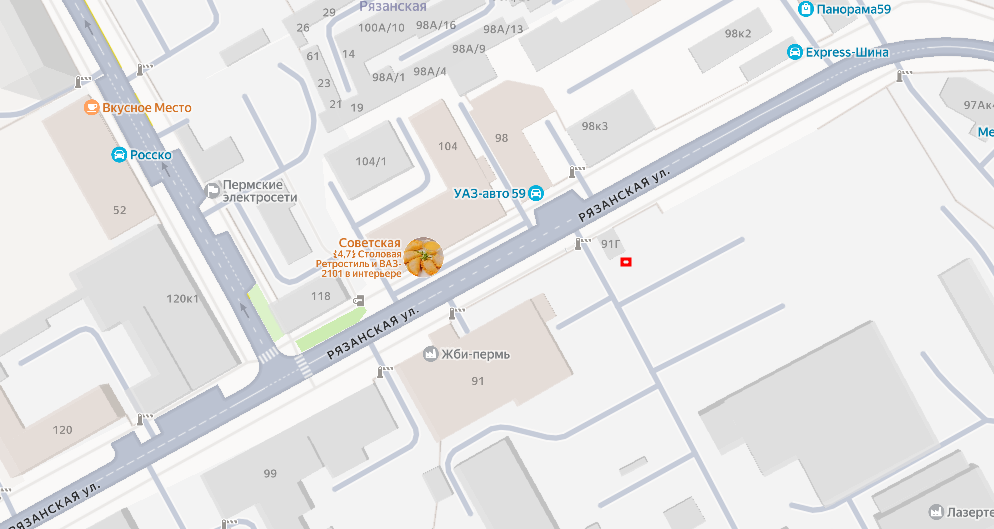 Рязанская
29
26
100А/10
98А/16
98А/13
Панорама59
98к2
14
61
98А/9
Express-Шина
98А/1
98А/4
23
21
19
Вкусное Место
98к3
98
104
104/1
Росско
Пермские
электросети
УАЗ-авто 59
РЯЗАНСКАЯ ул.
52
Советская
{4,7} Столовая
Ретростиль и ВАЗ-
2101 в интерьере
91Г
120к1
118
РЯЗАНСКАЯ ул.
Жби-пермь
91
120
99
РЯЗАНСКАЯ ул.